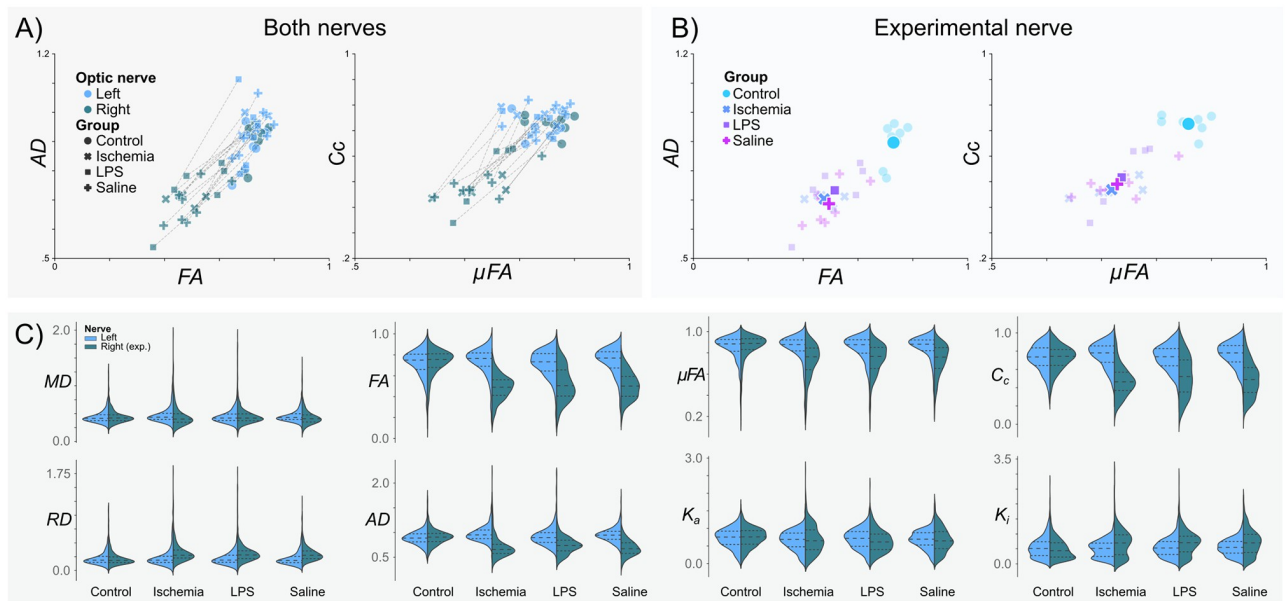 A)
Both nerves
1.2
AD
.5
0
FA
1
Optic nerve
Left
Right
Group
Control
Ischemia
LPS
Saline
1
Cc
.2
.5
μFA
1
B)
Experimental nerve
1.2
AD
.5
0
FA
1
Group
Control
Ischemia
LPS
Saline
1
Cc
.2
.5
μFA
1
C)
Nerve
Left
Right (exp.)
2.0
MD
0.0
1.0
FA
0.0
1.0
μFA
0.2
1.0
Cc
0.0
1.75
RD
0.0
2.0
AD
0.5
3.0
Ka
0.0
3.5
Ki
0.0
Control Ischemia LPS Saline
Control Ischemia LPS Saline
Control Ischemia LPS Saline
Control Ischemia LPS Saline